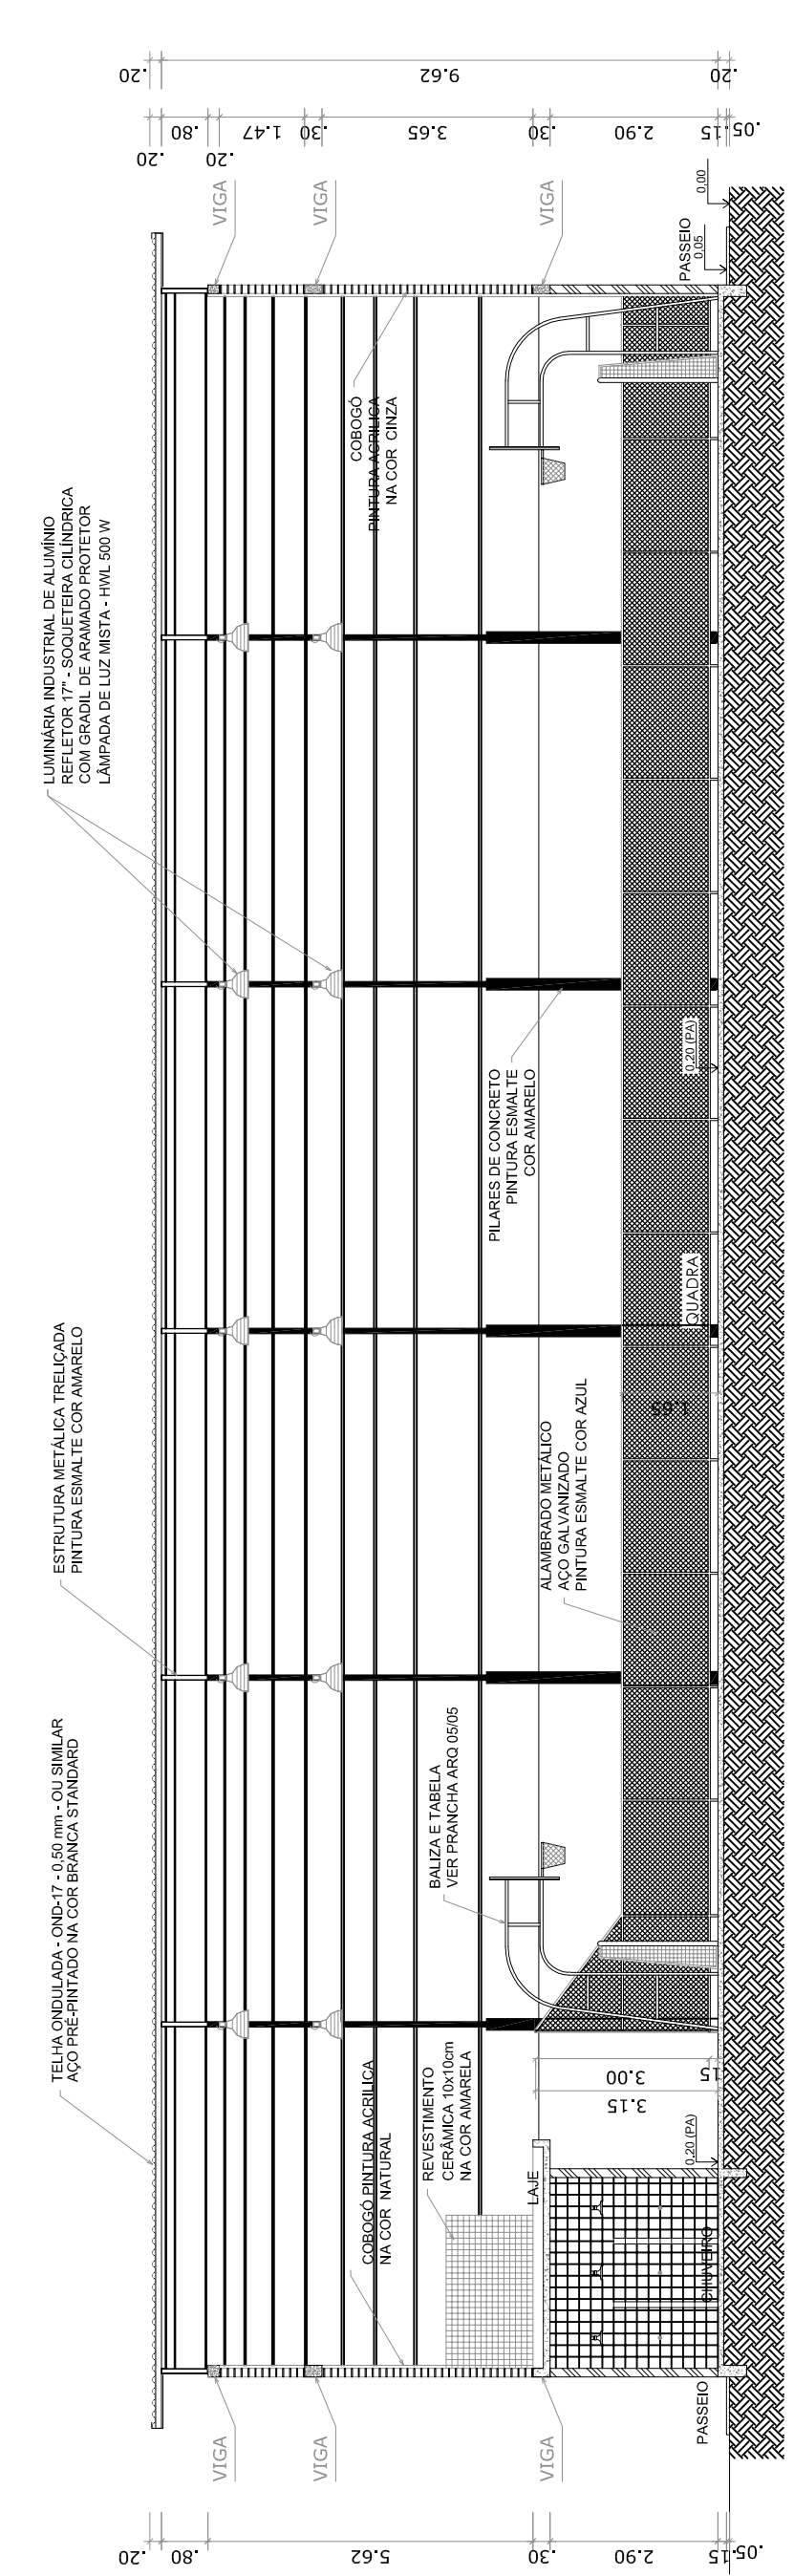 TELHA ONDULADA - OND-17 - 0,50 mm - OU SIMILAR
AÇO PRÉ-PINTADO NA COR BRANCA STANDARD
ESTRUTURA METÁLICA TRELIÇADA
PINTURA ESMALTE COR AMARELO
LUMINÁRIA INDUSTRIAL DE ALUMÍNIO
REFLETOR 17" - SOQUETEIRA CILÍNDRICA
COM GRADIL DE ARAMADO PROTETOR
LÂMPADA DE LUZ MISTA - HWL 500 W
.20
.80
5.62
.30
2.90
.15
.05
VIGA
VIGA
VIGA
PASSEIO
COBOGÓ PINTURA ACRILICA
NA COR NATURAL
REVESTIMENTO
CERÂMICA 10x10cm
NA COR AMARELA
LAJE
CHUVEIRO
0,20 (PA)
3.15
3.00
15
BALIZA E TABELA
VER PRANCHA ARQ 05/05
ALAMBRADO METÁLICO
AÇO GALVANIZADO
PINTURA ESMALTE COR AZUL
1.65
QUADRA
PILARES DE CONCRETO
PINTURA ESMALTE
COR AMARELO
0,20 (PA)
COBOGÓ
PINTURA ACRILICA
NA COR CINZA
VIGA
VIGA
VIGA
PASSEIO
0,05
0,00
.20
.80
.20
1.47
.30
3.65
.30
2.90
.15
.05
.20
9.62
.20